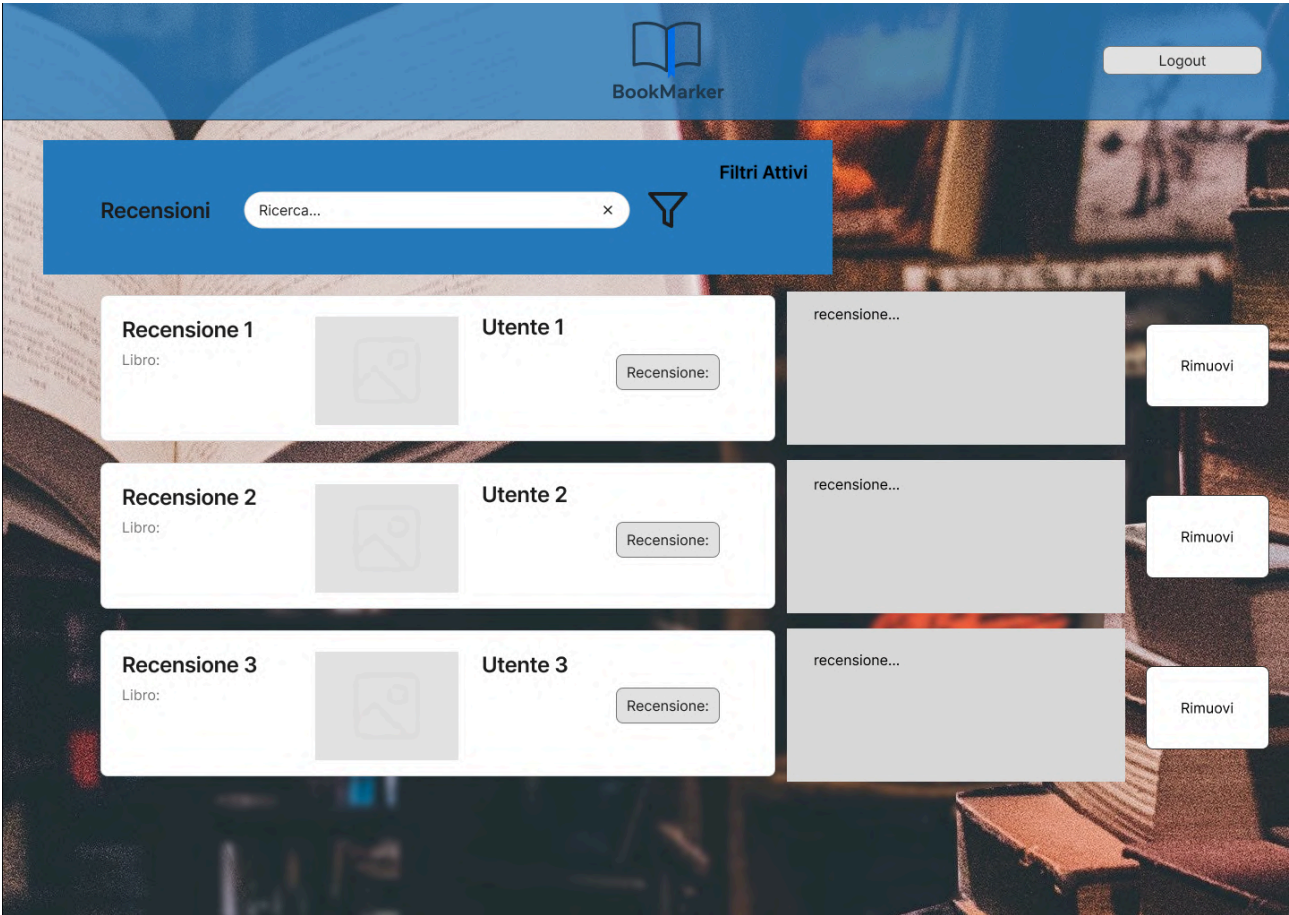 BookMarker
Logout
Filtri Attivi
Recensioni
Ricerca...
Recensione 1
Libro:
Utente 1
Recensione:
recensione...
Rimuovi
Recensione 2
Libro:
Utente 2
Recensione:
recensione...
Rimuovi
Recensione 3
Libro:
Utente 3
Recensione:
recensione...
Rimuovi